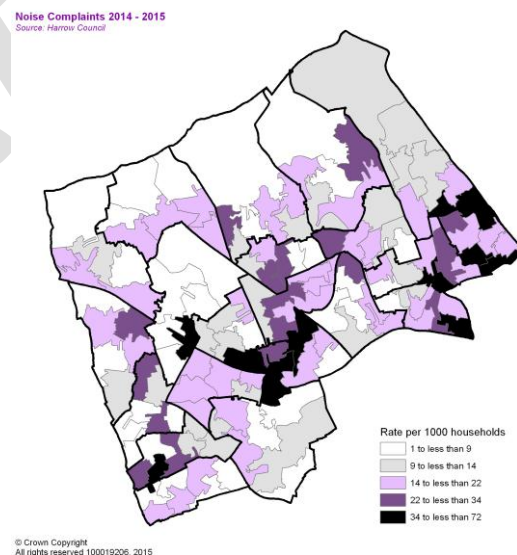 Noise Complaints 2014 - 2015
Source: Harrow Council
Rate per 1000 households
1 to less than 9
9 to less than 14
14 to less than 22
22 to less than 34
34 to less than 72
© Crown Copyright
All rights reserved 100019206, 2015